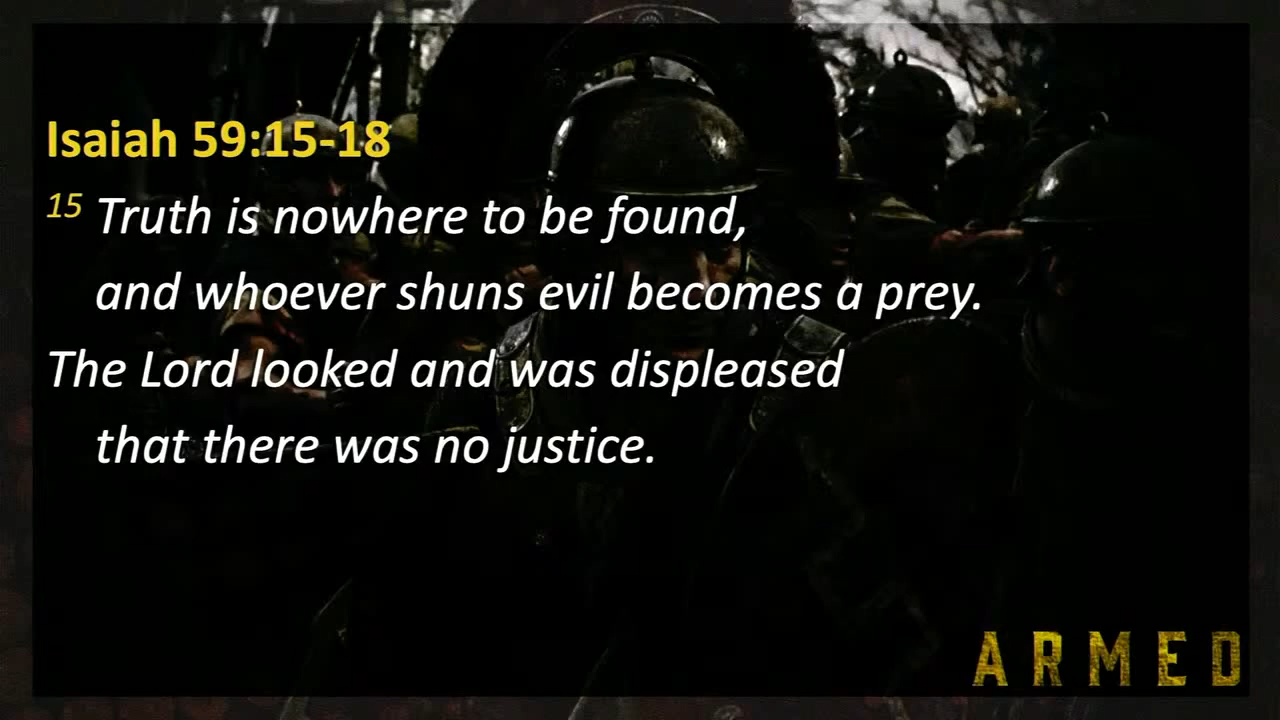 Isaiah 59:15-18
15 Truth is nowhere to be found,
and whoever shuns evil becomes a prey.
The Lord looked and was displeased
that there was no justice.
ARMED